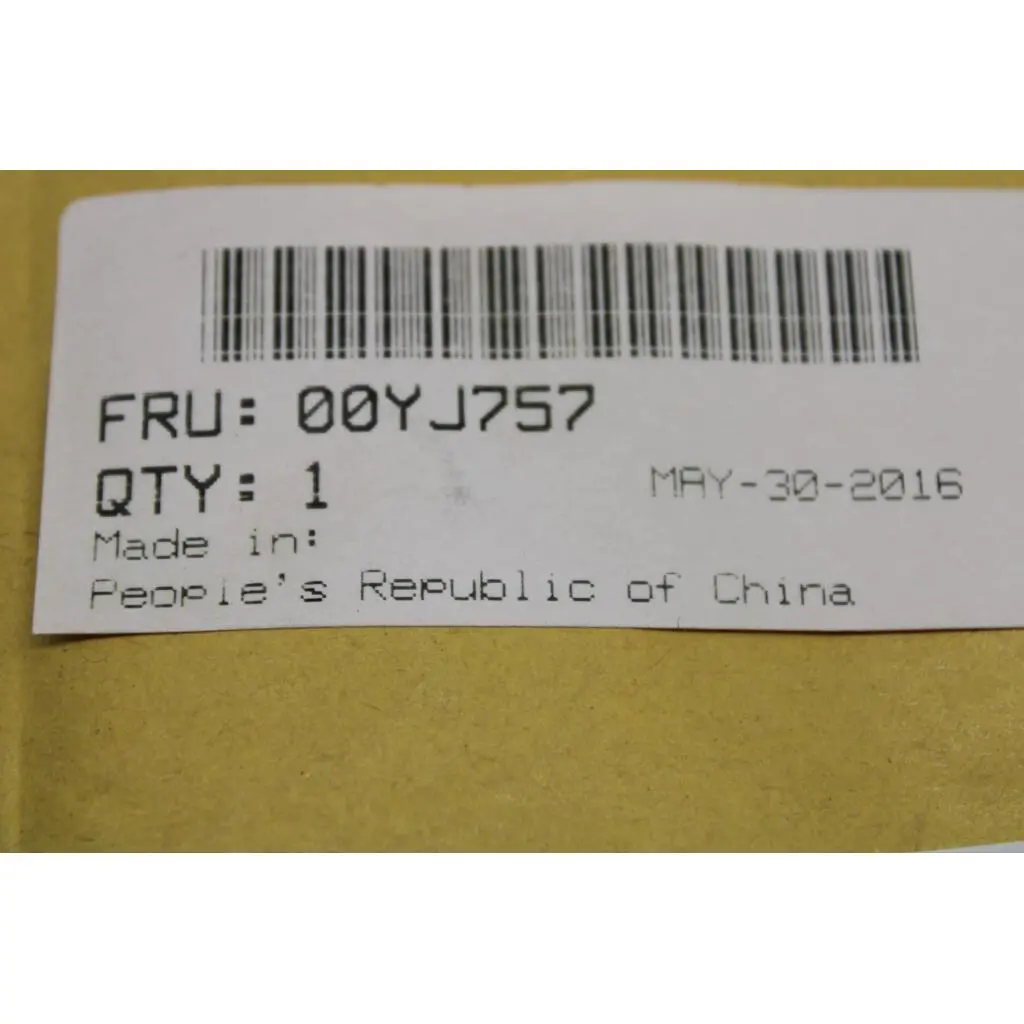 FRU: 00YJ757
QTY: 1
MAY-30-2016
Made in:
People's Republic of China